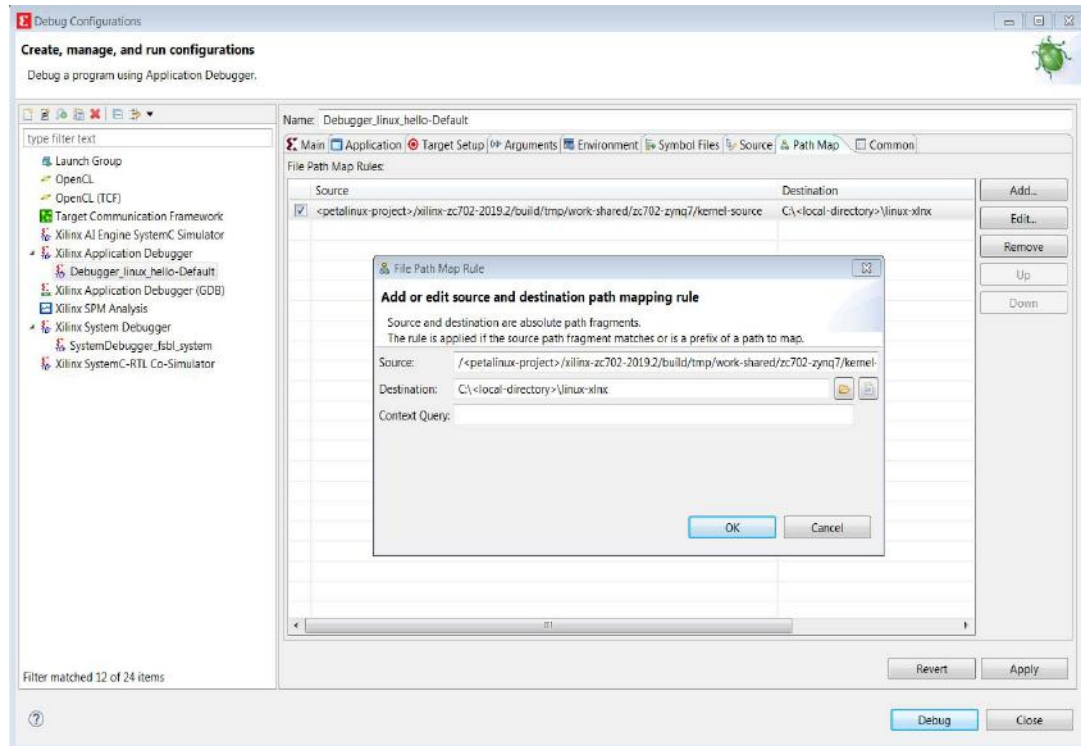 Debug Configurations
Create, manage, and run configurations
Debug a program using Application Debugger.
type filter text
Launch Group
OpenCL
OpenCL (TCF)
Target Communication Framework
Xilinx AI Engine SystemC Simulator
Xilinx Application Debugger
Debugger_linux_hello-Default
Xilinx Application Debugger (GDB)
Xilinx SPM Analysis
Xilinx System Debugger
SystemDebugger_fsbl_system
Xilinx SystemC-RTL Co-Simulator
Filter matched 12 of 24 items
Name: Debugger_linux_hello-Default
Main Application Target Setup Arguments Environment Symbol Files Source Path Map Common
File Path Map Rules:
Source Destination
<petalinux-project>/xilinx-zc702-2019.2/build/tmp/work-shared/zc702-zynq7/kernel-source C:\<local-directory>\linux-xlnx
Add...
Edit...
Remove
Up
Down
File Path Map Rule
Add or edit source and destination path mapping rule
Source and destination are absolute path fragments.
The rule is applied if the source path fragment matches or is a prefix of a path to map.
Source: /<petalinux-project>/xilinx-zc702-2019.2/build/tmp/work-shared/zc702-zynq7/kernel-
Destination: C:\<local-directory>\linux-xlnx
Context Query:
OK Cancel
Revert Apply
Debug Close